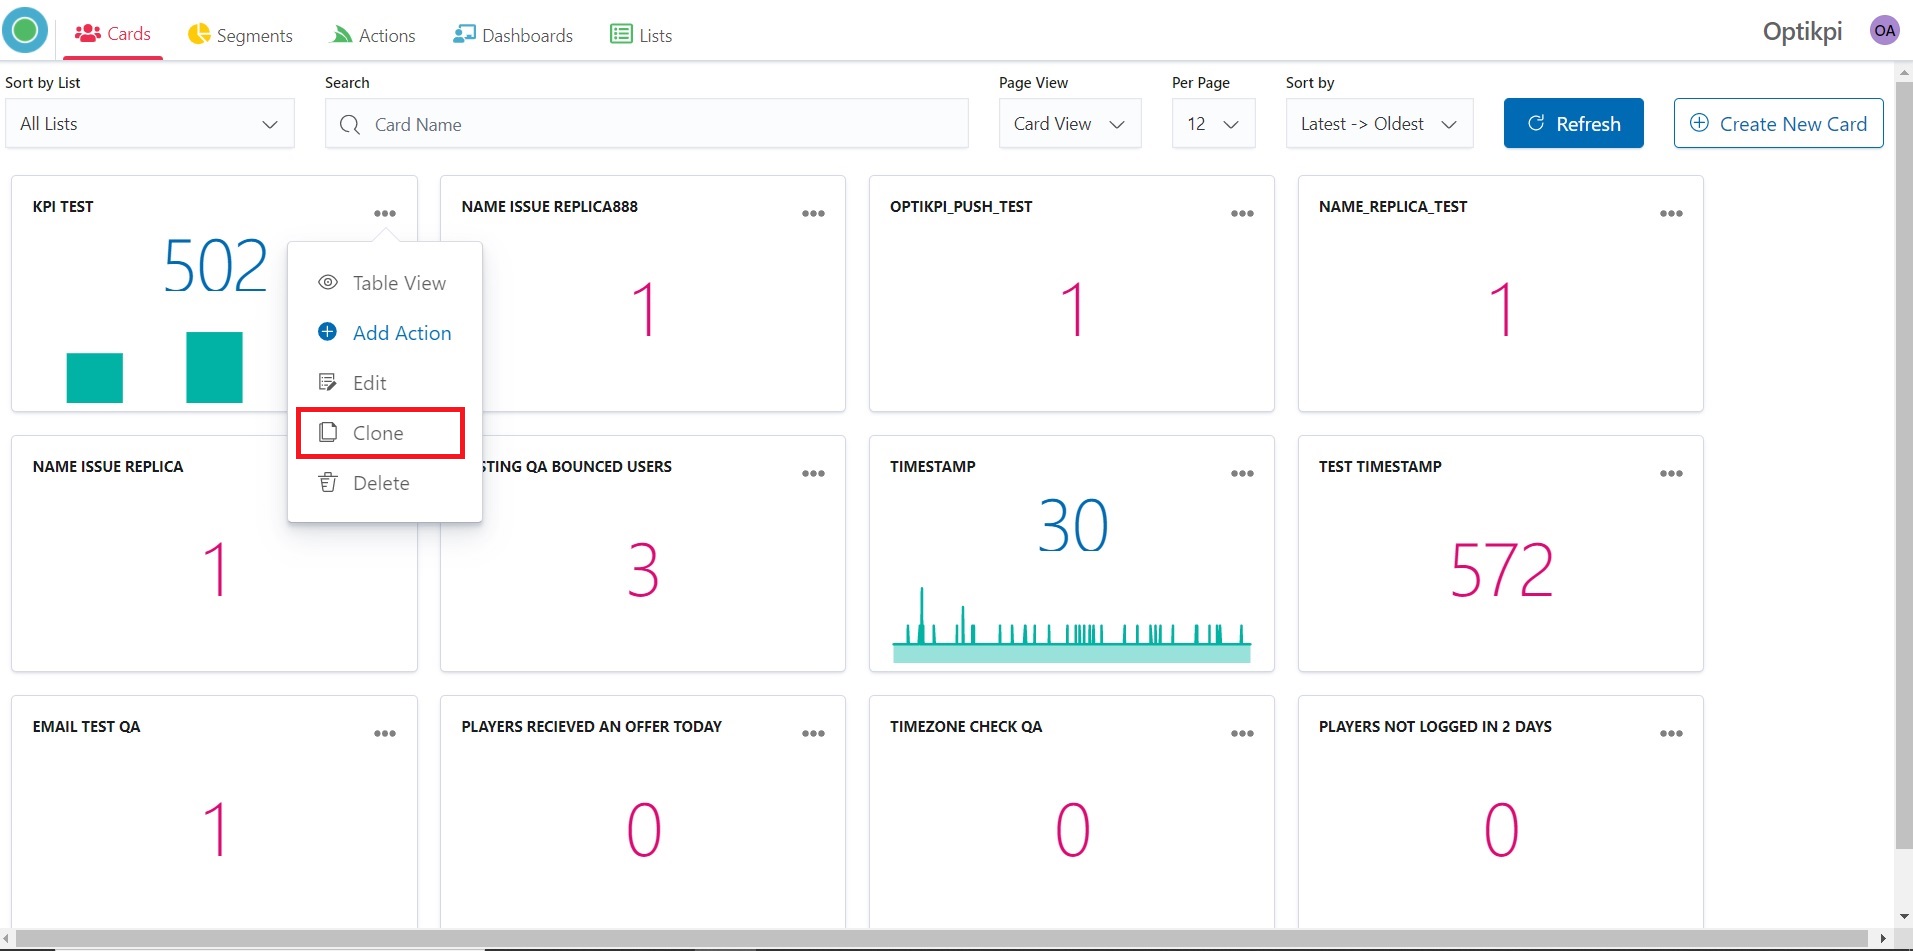 Cards
Segments
Actions
Dashboards
Lists
Optikpi
OA
Sort by List
Search
Page View
Per Page
Sort by
All Lists
Card Name
Card View
12
Latest -> Oldest
Refresh
Create New Card
KPI TEST
502
Table View
Add Action
Edit
Clone
Delete
NAME ISSUE REPLICA888
1
OPTIKPI_PUSH_TEST
1
NAME_REPLICA_TEST
1
NAME ISSUE REPLICA
1
STING QA BOUNCED USERS
3
TIMESTAMP
30
TEST TIMESTAMP
572
EMAIL TEST QA
1
PLAYERS RECIEVED AN OFFER TODAY
0
TIMEZONE CHECK QA
0
PLAYERS NOT LOGGED IN 2 DAYS
0